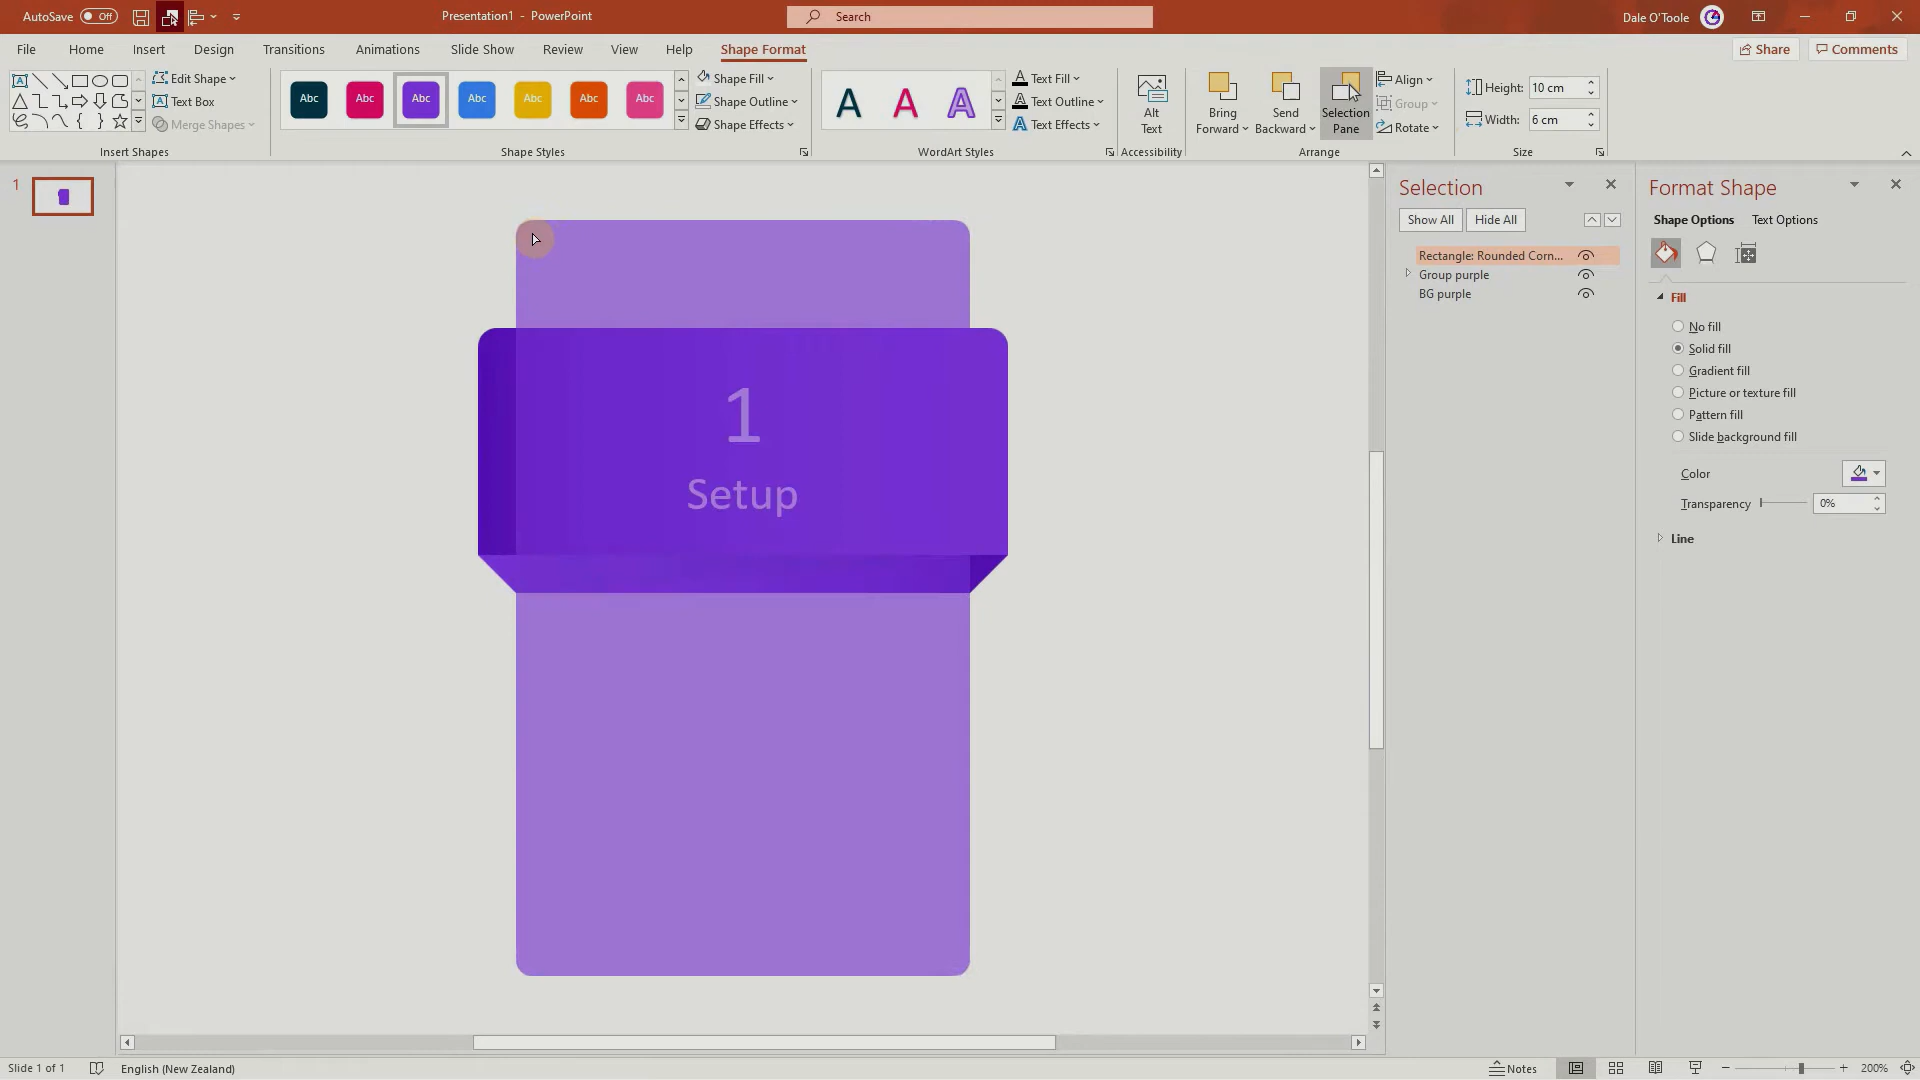 AutoSave Off
Presentation1 - PowerPoint
Search
Dale O'Toole
File Home Insert Design Transitions Animations Slide Show Review View Help Shape Format
Share Comments
Edit Shape
Text Box
Merge Shapes
Insert Shapes
Abc Abc Abc Abc Abc Abc Abc
Shape Fill
Shape Outline
Shape Effects
Shape Styles
A A A
Text Fill
Text Outline
Text Effects
WordArt Styles
Alt
Text
Accessibility
Bring
Forward
Send
Backward
Selection
Pane
Align
Group
Rotate
Arrange
Height: 10 cm
Width: 6 cm
Size
1
1
Setup
Selection
Show All Hide All
Rectangle: Rounded Corn...
Group purple
BG purple
Format Shape
Shape Options Text Options
Fill
No fill
Solid fill
Gradient fill
Picture or texture fill
Pattern fill
Slide background fill
Color
Transparency 0%
Line
Slide 1 of 1
English (New Zealand)
Notes
200%